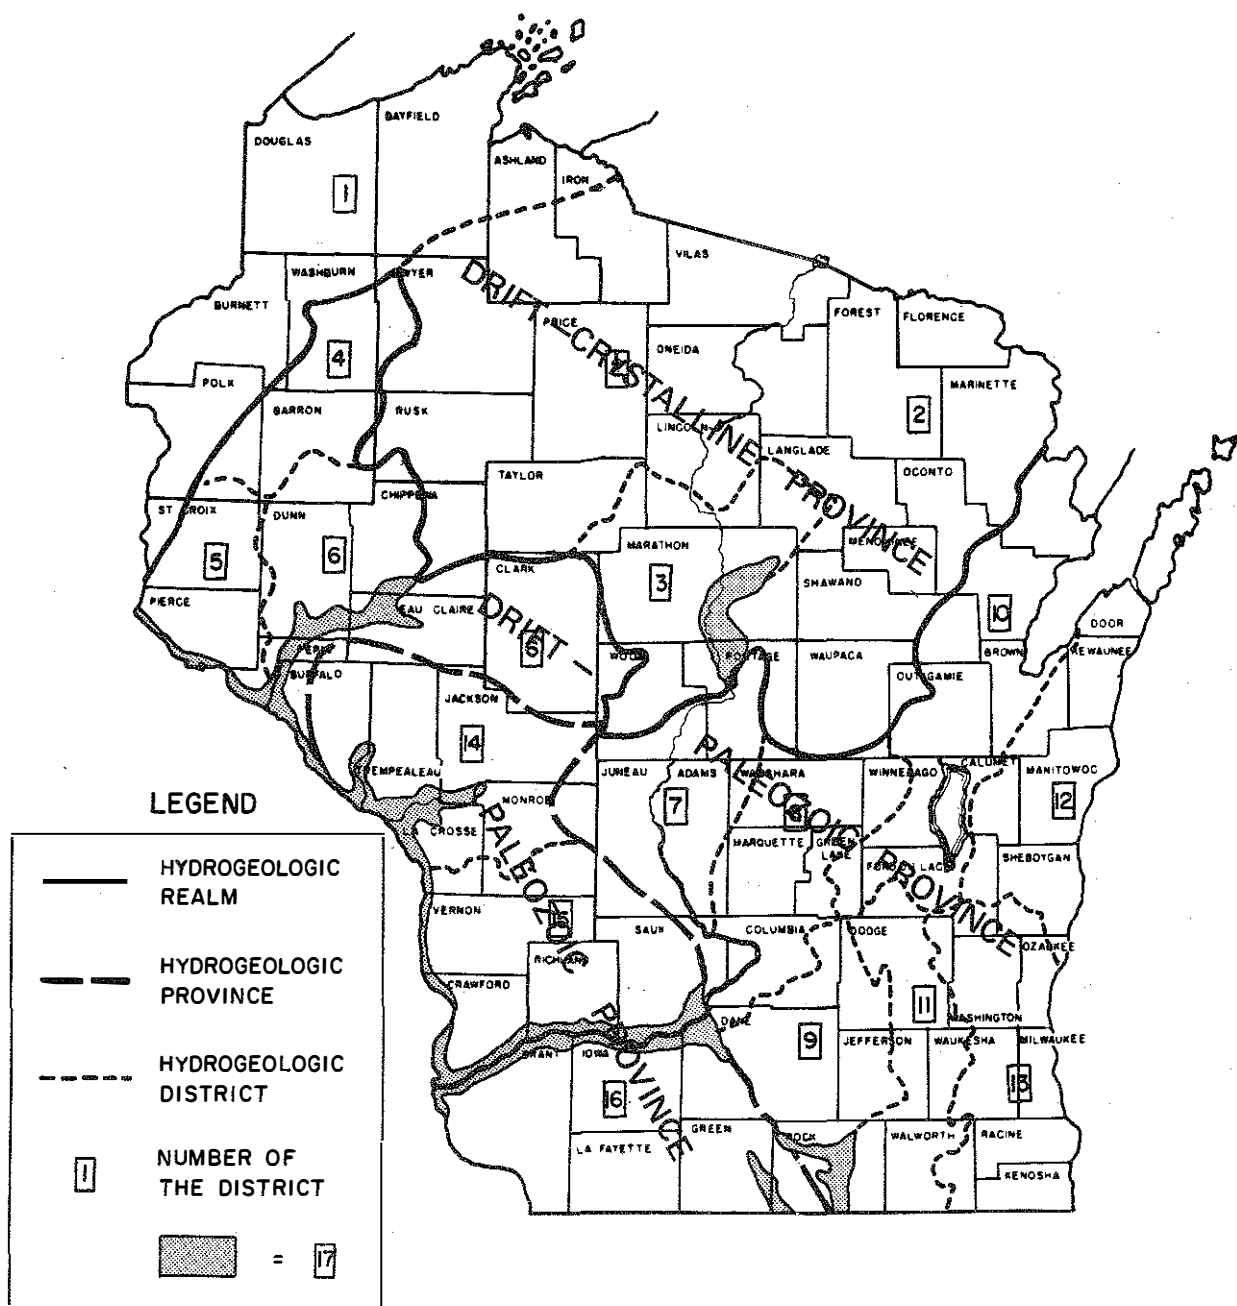 BAYFIELD
DOUGLAS
ASHLAND
IRON
1
VILAS
WASHBURN
BURNETT
FOREST
FLORENCE
PRICE
ONEIDA
4
2
POLK
MARINETTE
BARRON
RUSK
2
LINCOLN
LANGLADE
OCONTO
TAYLOR
DRIFT - CRYSTALLINE PROVINCE
CHIPPEWA
ST CROIX
DUNN
MARATHON
5
6
CLARK
3
SHAWANO
PIERCE
EAU CLAIRE
10
DOOR
DRIFT -
PALEOZOIC PROVINCE
WOOD
PORTAGE
WAUPACA
BROWN
KEWAUNEE
BUFFALO
OUTAGAMIE
JACKSON
14
TREMPEALEAU
JUNEAU
ADAMS
WAUSHARA
WINNEBAGO
CALUMET
MANITOWOC
MONROE
7
12
LA CROSSE
MARQUETTE
GREEN
LAKE
FOND DU LAC
SHEBOYGAN
PALEOZOIC PROVINCE
VERNON
15
SAUK
COLUMBIA
DODGE
OZAUKEE
RICHLAND
CRAWFORD
11
WASHINGTON
DANE
9
JEFFERSON
WAUKESHA
MILWAUKEE
GRANT
IOWA
16
13
GREEN
ROCK
WALWORTH
RACINE
LA FAYETTE
KENOSHA
LEGEND
HYDROGEOLOGIC
REALM
HYDROGEOLOGIC
PROVINCE
HYDROGEOLOGIC
DISTRICT
1
NUMBER OF
THE DISTRICT
= 17